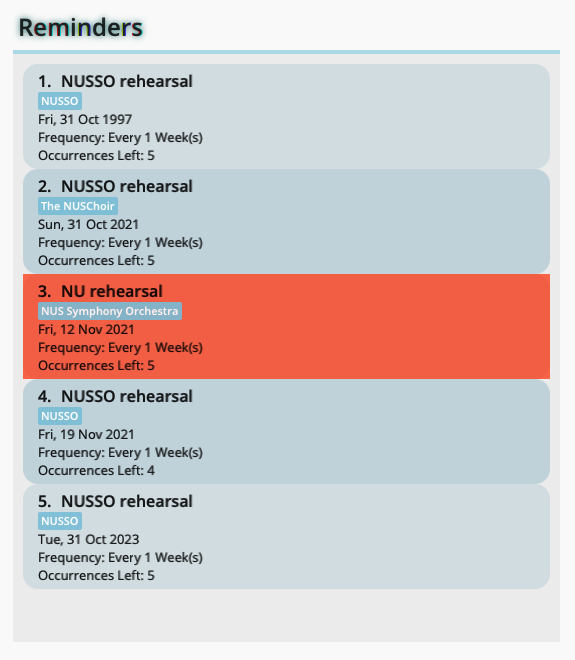 Reminders
1. NUSSO rehearsal
NUSSO
Fri, 31 Oct 1997
Frequency: Every 1 Week(s)
Occurrences Left: 5
2. NUSSO rehearsal
The NUSChoir
Sun, 31 Oct 2021
Frequency: Every 1 Week(s)
Occurrences Left: 5
3. NU rehearsal
NUS Symphony Orchestra
Fri, 12 Nov 2021
Frequency: Every 1 Week(s)
Occurrences Left: 5
4. NUSSO rehearsal
NUSSO
Fri, 19 Nov 2021
Frequency: Every 1 Week(s)
Occurrences Left: 4
5. NUSSO rehearsal
NUSSO
Tue, 31 Oct 2023
Frequency: Every 1 Week(s)
Occurrences Left: 5